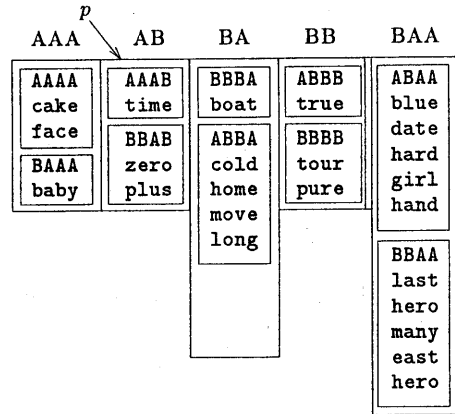 p
AAA AB BA BB BAA
AAAA
cake
face
BAAA
baby
AAAB
time
BBAB
zero
plus
BBBA
boat
ABBA
cold
home
move
long
ABBB
true
BBBB
tour
pure
ABAA
blue
date
hard
girl
hand
BBAA
last
hero
many
east
hero